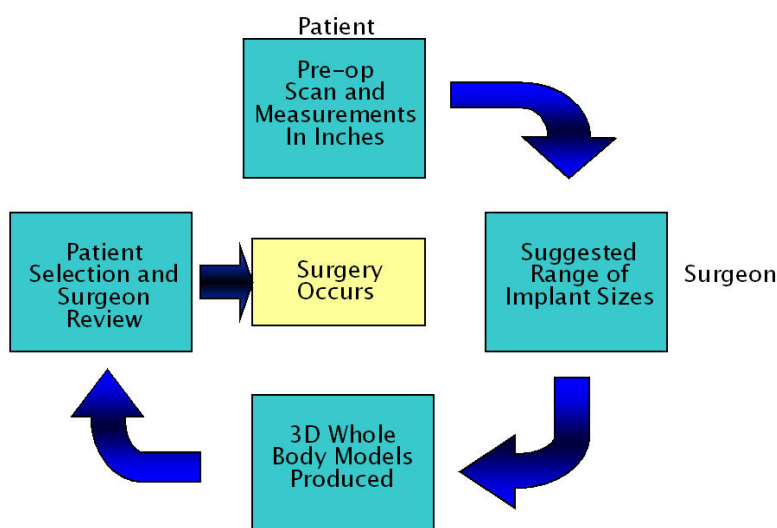 Patient
Pre-op
Scan and
Measurements
In Inches
Suggested
Range of
Implant Sizes
Surgeon
3D Whole
Body Models
Produced
Patient
Selection and
Surgeon
Review
Surgery
Occurs